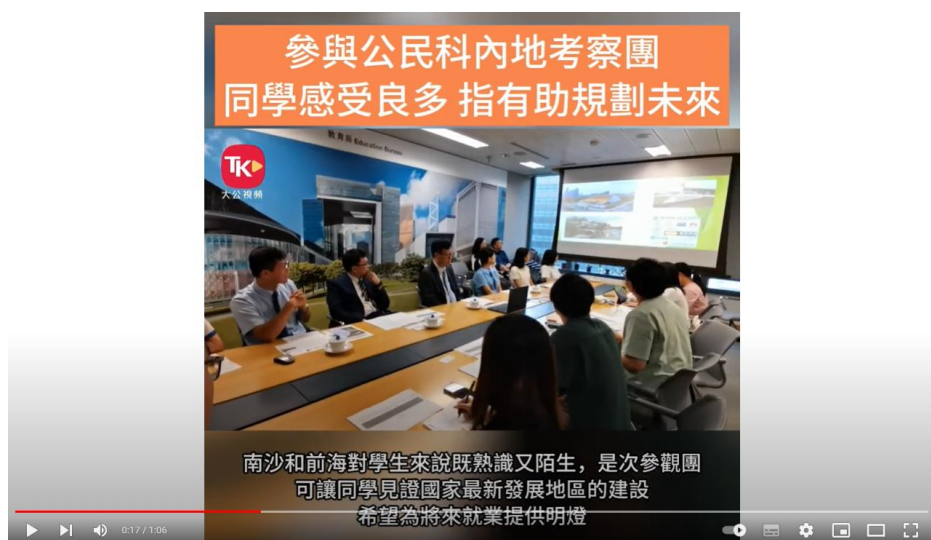 參與公民科內地考察團
同學感受良多 指有助規劃未來
教育局 Education Bureau
TK
大公視頻
南沙和前海對學生來說既熟識又陌生，是次參觀團
可讓同學見證國家最新發展地區的建設
希望為將來就業提供明燈
0:17 / 1:06